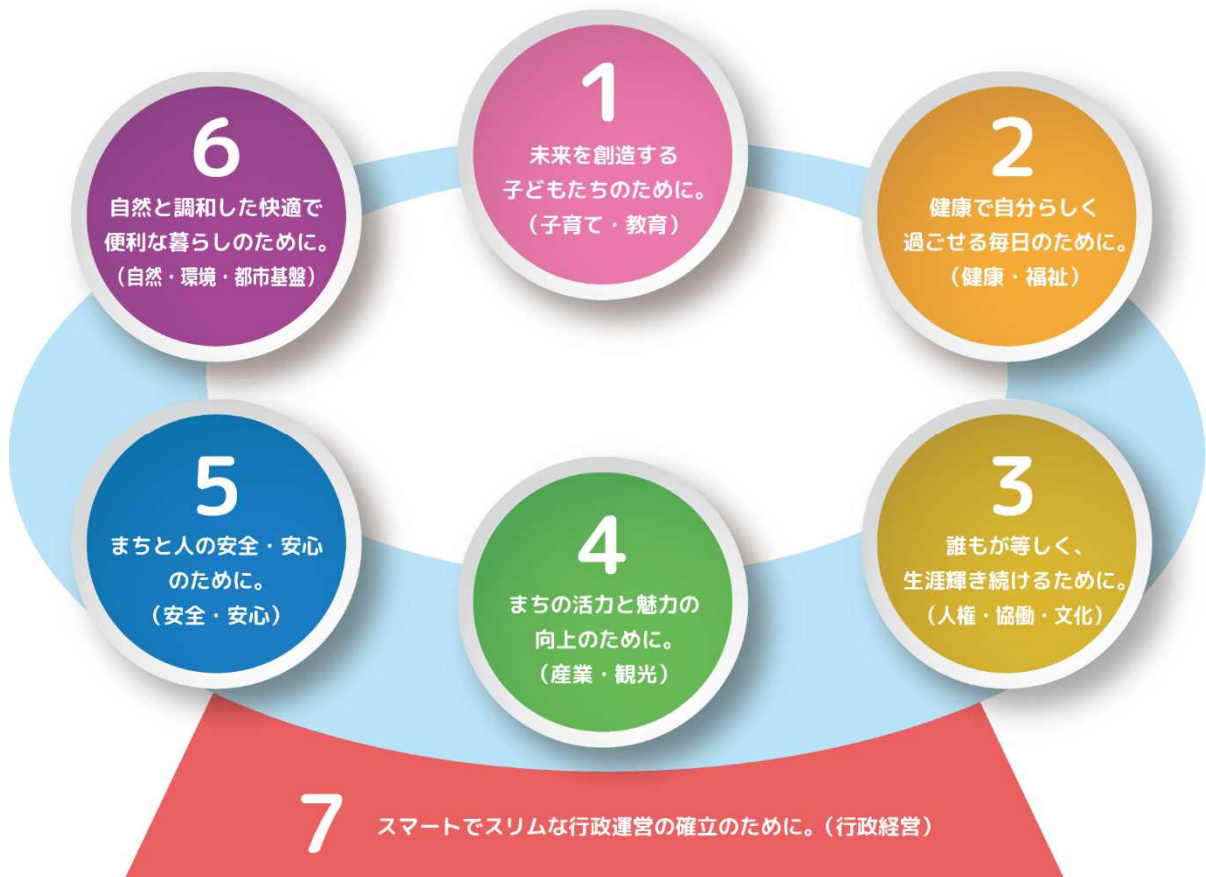 1
未来を創造する
子どもたちのために。
（子育て・教育）
2
健康で自分らしく
過ごせる毎日のために。
（健康・福祉）
3
誰もが等しく、
生涯輝き続けるために。
（人権・協働・文化）
4
まちの活力と魅力の
向上のために。
（産業・観光）
5
まちと人の安全・安心
のために。
（安全・安心）
6
自然と調和した快適で
便利な暮らしのために。
（自然・環境・都市基盤）
7 スマートでスリムな行政運営の確立のために。（行政経営）